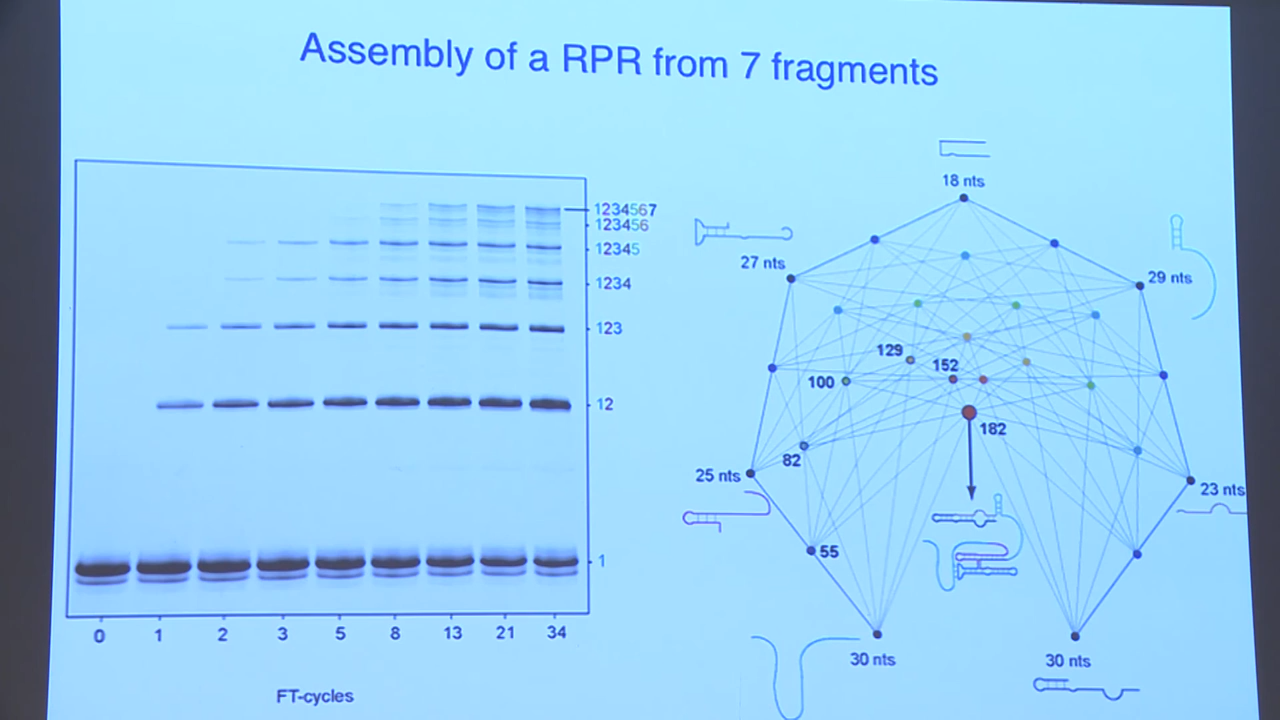 Assembly of a RPR from 7 fragments
1234567
123456
12345
1234
123
12
1
0 1 2 3 5 8 13 21 34
FT-cycles
18 nts
27 nts
29 nts
129
152
100
182
82
25 nts
23 nts
55
30 nts
30 nts